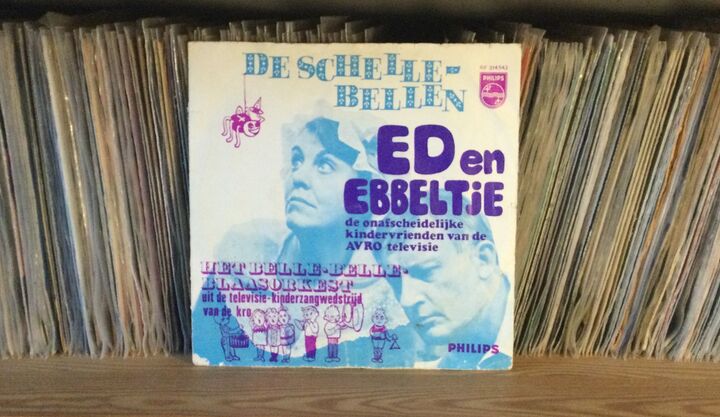 DE SCHELLE-
BELLEN
PHILIPS
ED en
EBBELTJE
de onafscheidelijke
kindervrienden van de
AVRO televisie
HET BELLE-BELLE-
BLAASORKEST
uit de televisie-kinderzangwedstrijd
van de kro
PHILIPS